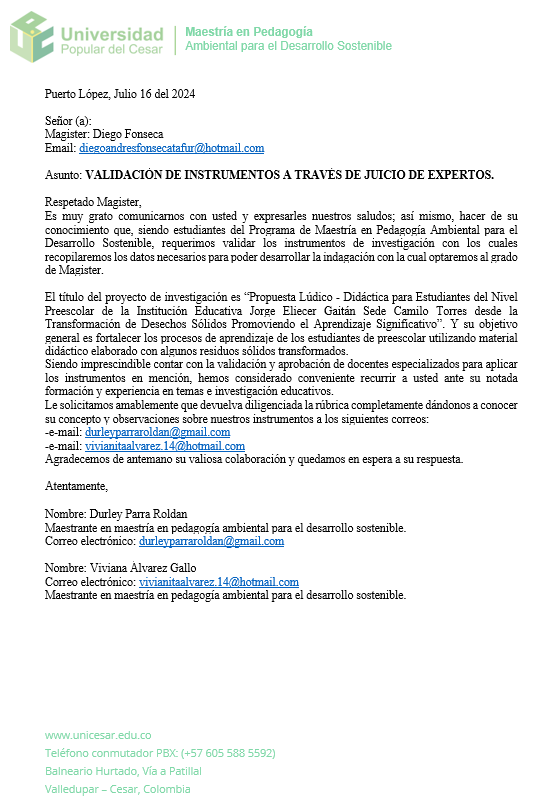 Universidad
Popular del Cesar
Maestría en Pedagogía
Ambiental para el Desarrollo Sostenible
Puerto López, Julio 16 del 2024
Señor (a):
Magister: Diego Fonseca
Email: diegoandresfonsecatafur@hotmail.com
Asunto: VALIDACIÓN DE INSTRUMENTOS A TRAVÉS DE JUICIO DE EXPERTOS.
Respetado Magister,
Es muy grato comunicarnos con usted y expresarles nuestros saludos; así mismo, hacer de su
conocimiento que, siendo estudiantes del Programa de Maestría en Pedagogía Ambiental para el
Desarrollo Sostenible, requerimos validar los instrumentos de investigación con los cuales
recopilaremos los datos necesarios para poder desarrollar la indagación con la cual optaremos al grado
de Magister.
El título del proyecto de investigación es “Propuesta Lúdico - Didáctica para Estudiantes del Nivel
Preescolar de la Institución Educativa Jorge Eliecer Gaitán Sede Camilo Torres desde la
Transformación de Desechos Sólidos Promoviendo el Aprendizaje Significativo”. Y su objetivo
general es fortalecer los procesos de aprendizaje de los estudiantes de preescolar utilizando material
didáctico elaborado con algunos residuos sólidos transformados.
Siendo imprescindible contar con la validación y aprobación de docentes especializados para aplicar
los instrumentos en mención, hemos considerado conveniente recurrir a usted ante su notada
formación y experiencia en temas e investigación educativos.
Le solicitamos amablemente que devuelva diligenciada la rúbrica completamente dándonos a conocer
su concepto y observaciones sobre nuestros instrumentos a los siguientes correos:
-e-mail: durleyparraroldan@gmail.com
-e-mail: vivianitaalvarez.14@hotmail.com
Agradecemos de antemano su valiosa colaboración y quedamos en espera a su respuesta.
Atentamente,
Nombre: Durley Parra Roldan
Maestrante en maestría en pedagogía ambiental para el desarrollo sostenible.
Correo electrónico: durleyparraroldan@gmail.com
Nombre: Viviana Álvarez Gallo
Correo electrónico: vivianitaalvarez.14@hotmail.com
Maestrante en maestría en pedagogía ambiental para el desarrollo sostenible.
www.unicesar.edu.co
Teléfono conmutador PBX: (+57 605 588 5592)
Balneario Hurtado, Vía a Patillal
Valledupar – Cesar, Colombia